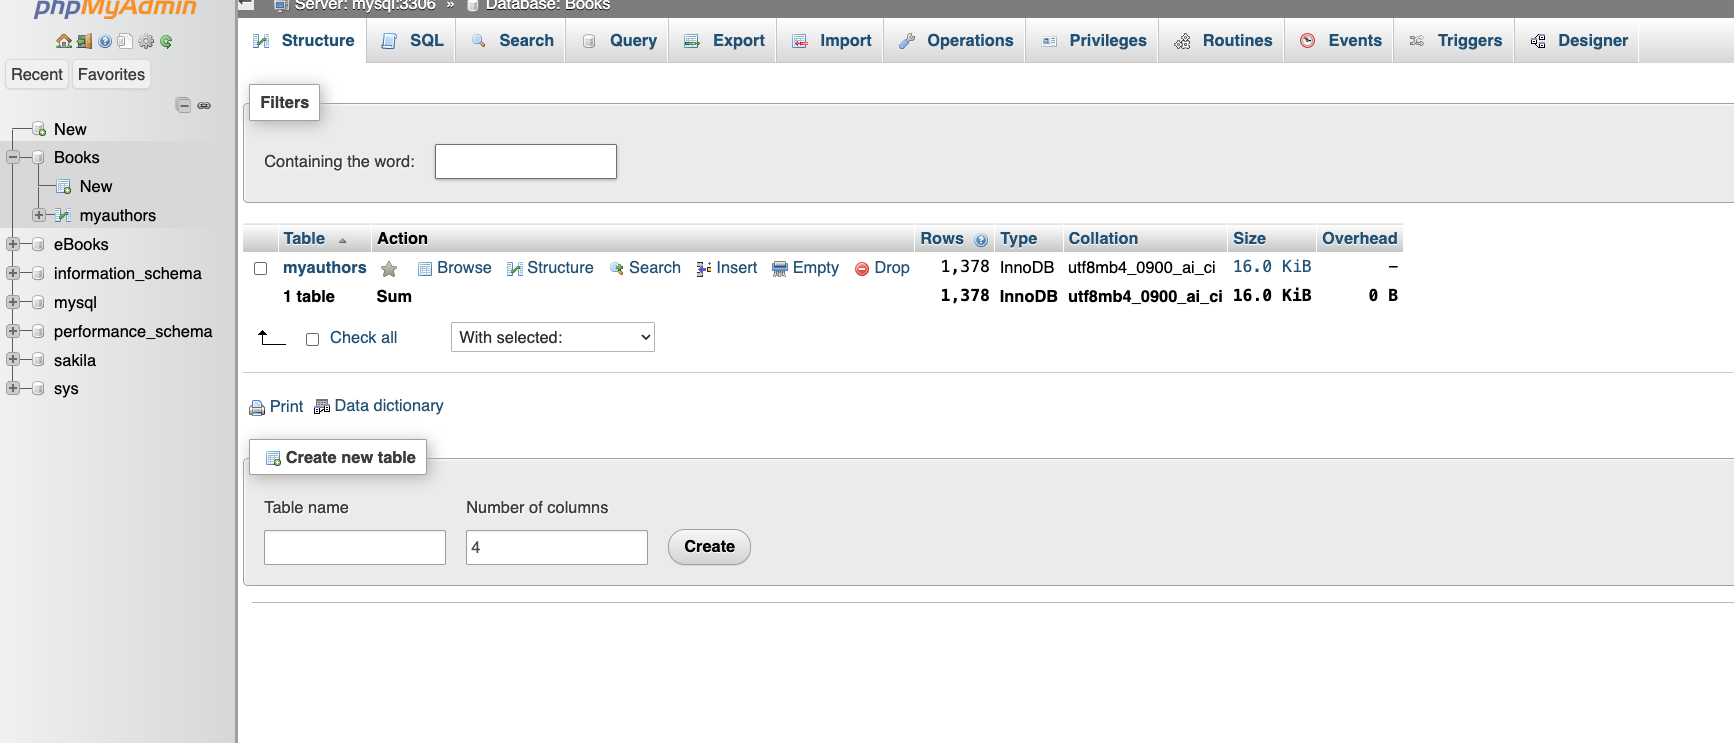 phpMyAdmin
Server: mysql:3306 » Database: Books
Structure SQL Search Query Export Import Operations Privileges Routines Events Triggers Designer
Recent Favorites
New
Books
New
myauthors
eBooks
information_schema
mysql
performance_schema
sakila
sys
Filters
Containing the word:
Table Action Rows Type Collation Size Overhead
myauthors Browse Structure Search Insert Empty Drop 1,378 InnoDB utf8mb4_0900_ai_ci 16.0 KiB –
1 table Sum 1,378 InnoDB utf8mb4_0900_ai_ci 16.0 KiB 0 B
Check all With selected:
Print Data dictionary
Create new table
Table name Number of columns
4 Create